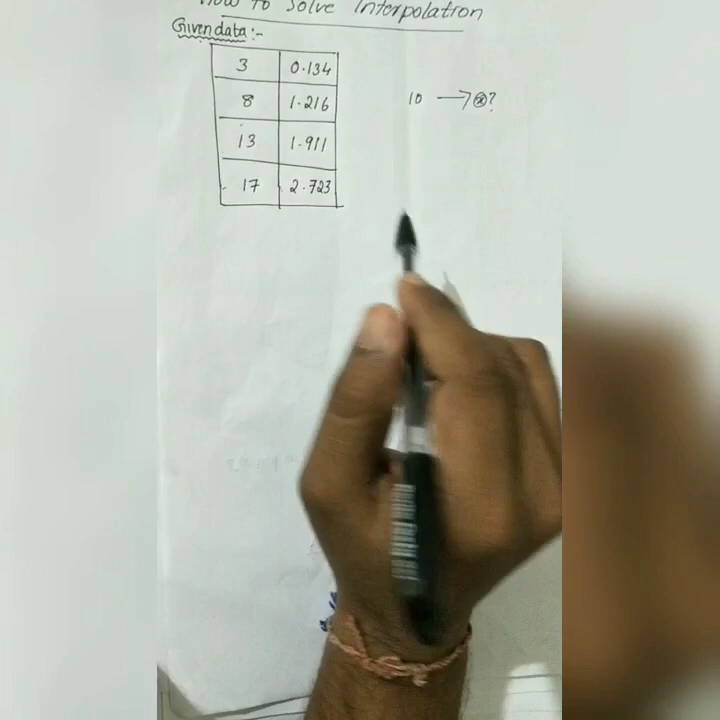 How to Solve Interpolation
Given data :-
3 0.134
8 1.216 10 → x?
13 1.911
17 2.723